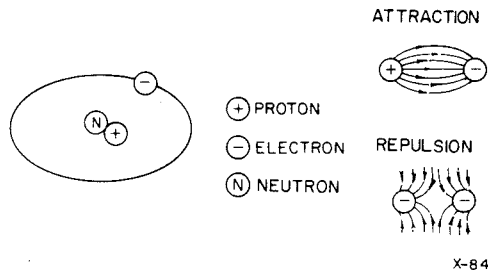 ATTRACTION
+ −
−
N
+
+ PROTON
− ELECTRON
N NEUTRON
REPULSION
− −
X-84